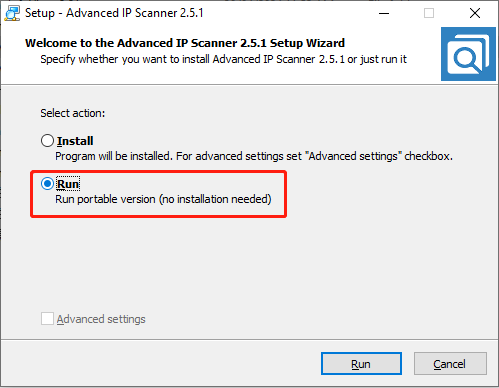 Setup - Advanced IP Scanner 2.5.1
Welcome to the Advanced IP Scanner 2.5.1 Setup Wizard
Specify whether you want to install Advanced IP Scanner 2.5.1 or just run it
Select action:
Install
Program will be installed. For advanced settings set "Advanced settings" checkbox.
Run
Run portable version (no installation needed)
Advanced settings
Run
Cancel